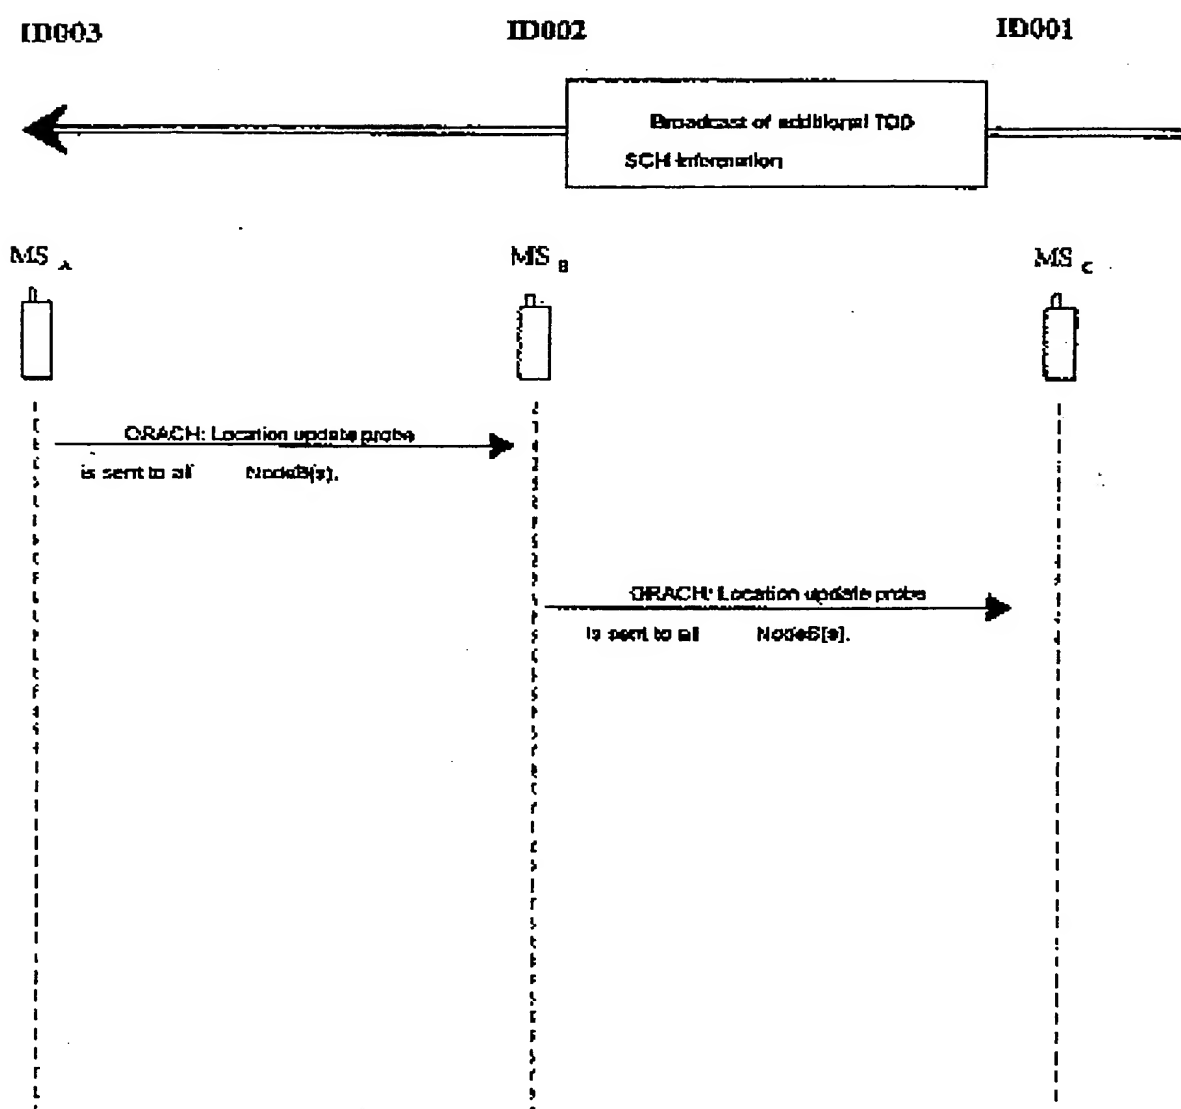 ID003 ID002 ID001
Broadcast of additional TDD
SCH information
MS A MS B MS C
ORACH: Location update probe
is sent to all NodeB[s].
ORACH: Location update probe
is sent to all NodeB[s].